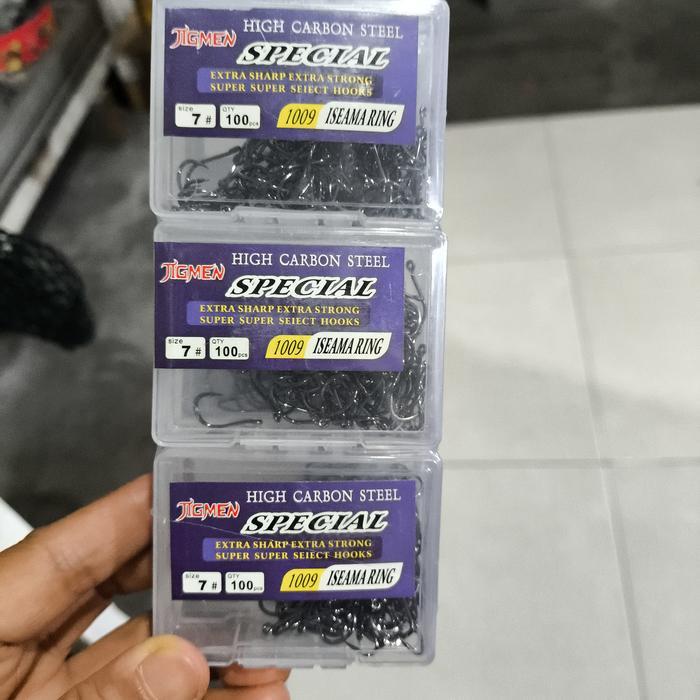 JIGMEN HIGH CARBON STEEL
SPECIAL
EXTRA SHARP EXTRA STRONG
SUPER SUPER SEIECT HOOKS
size 7 # QTY 100pcs 1009 ISEAMA RING
JIGMEN HIGH CARBON STEEL
SPECIAL
EXTRA SHARP EXTRA STRONG
SUPER SUPER SEIECT HOOKS
size 7 # QTY 100pcs 1009 ISEAMA RING
JIGMEN HIGH CARBON STEEL
SPECIAL
EXTRA SHARP EXTRA STRONG
SUPER SUPER SEIECT HOOKS
size 7 # QTY 100pcs 1009 ISEAMA RING